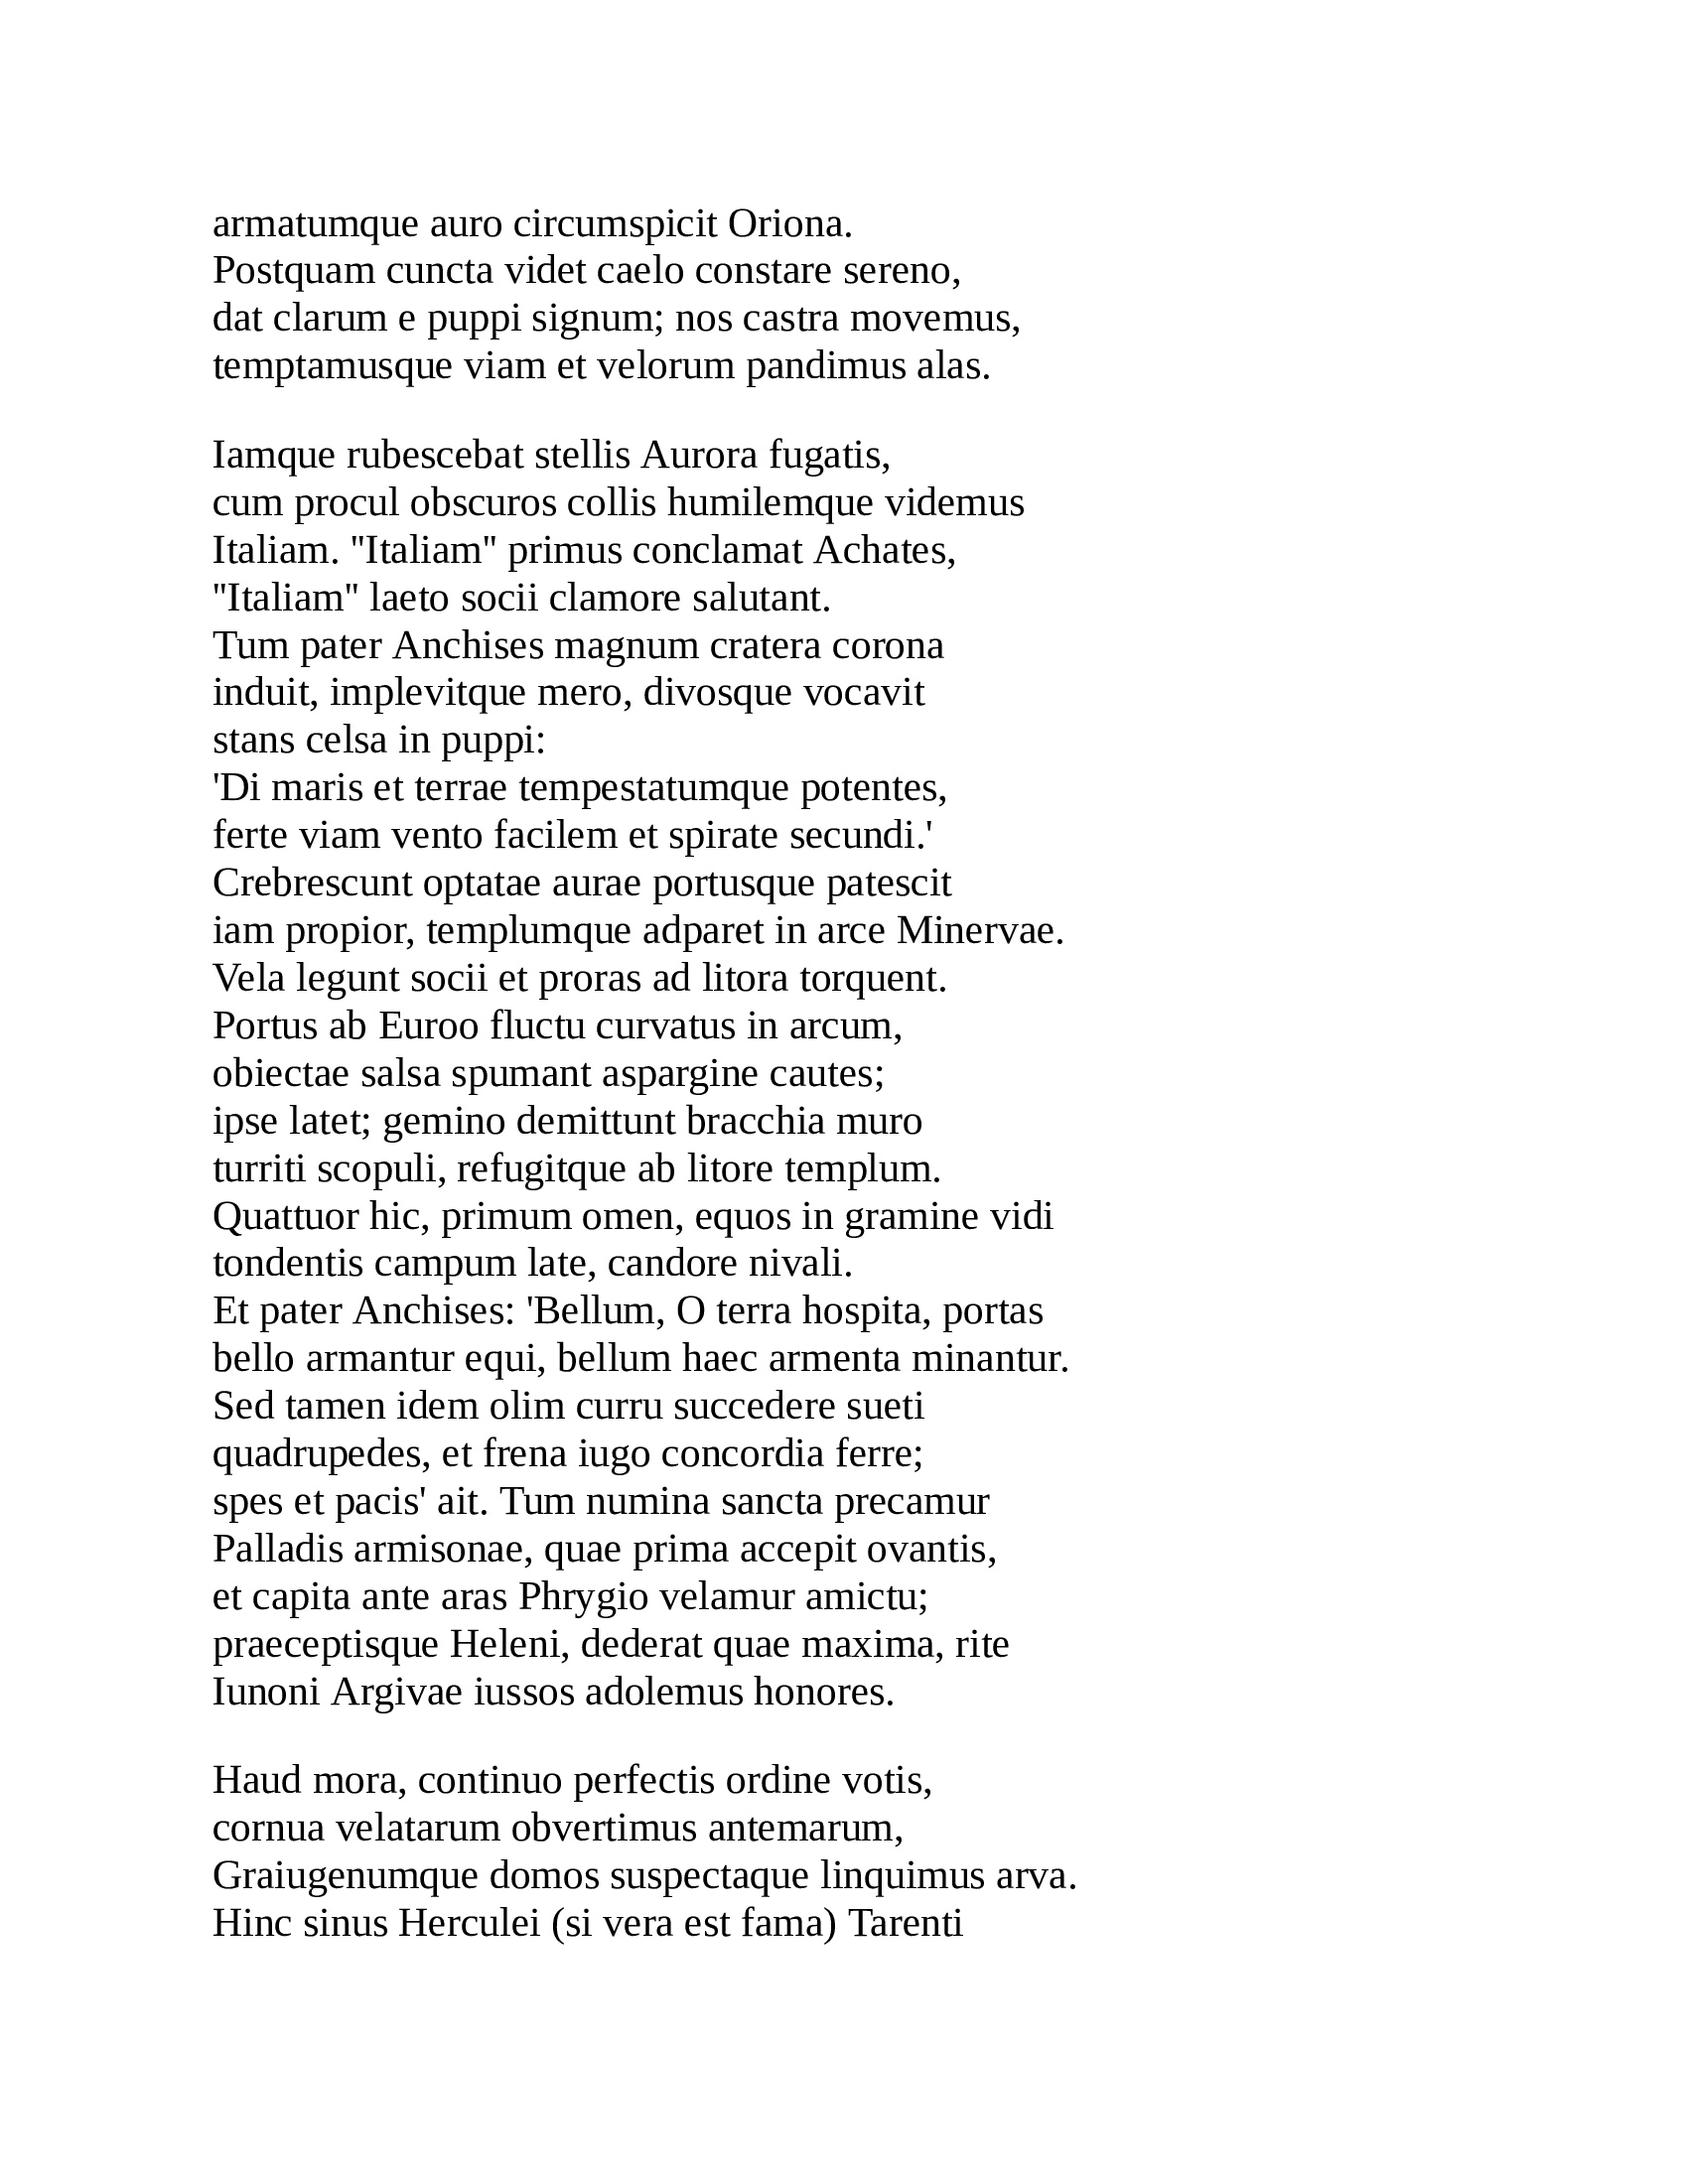 armatumque auro circumspicit Oriona.
Postquam cuncta videt caelo constare sereno,
dat clarum e puppi signum; nos castra movemus,
temptamusque viam et velorum pandimus alas.
Iamque rubescebat stellis Aurora fugatis,
cum procul obscuros collis humilemque videmus
Italiam. "Italiam" primus conclamat Achates,
"Italiam" laeto socii clamore salutant.
Tum pater Anchises magnum cratera corona
induit, implevitque mero, divosque vocavit
stans celsa in puppi:
'Di maris et terrae tempestatumque potentes,
ferte viam vento facilem et spirate secundi.'
Crebrescunt optatae aurae portusque patescit
iam propior, templumque adparet in arce Minervae.
Vela legunt socii et proras ad litora torquent.
Portus ab Euroo fluctu curvatus in arcum,
obiectae salsa spumant aspargine cautes;
ipse latet; gemino demittunt bracchia muro
turriti scopuli, refugitque ab litore templum.
Quattuor hic, primum omen, equos in gramine vidi
tondentis campum late, candore nivali.
Et pater Anchises: 'Bellum, O terra hospita, portas
bello armantur equi, bellum haec armenta minantur.
Sed tamen idem olim curru succedere sueti
quadrupedes, et frena iugo concordia ferre;
spes et pacis' ait. Tum numina sancta precamur
Palladis armisonae, quae prima accepit ovantis,
et capita ante aras Phrygio velamur amictu;
praeceptisque Heleni, dederat quae maxima, rite
Iunoni Argivae iussos adolemus honores.
Haud mora, continuo perfectis ordine votis,
cornua velatarum obvertimus antemarum,
Graiugenumque domos suspectaque linquimus arva.
Hinc sinus Herculei (si vera est fama) Tarenti